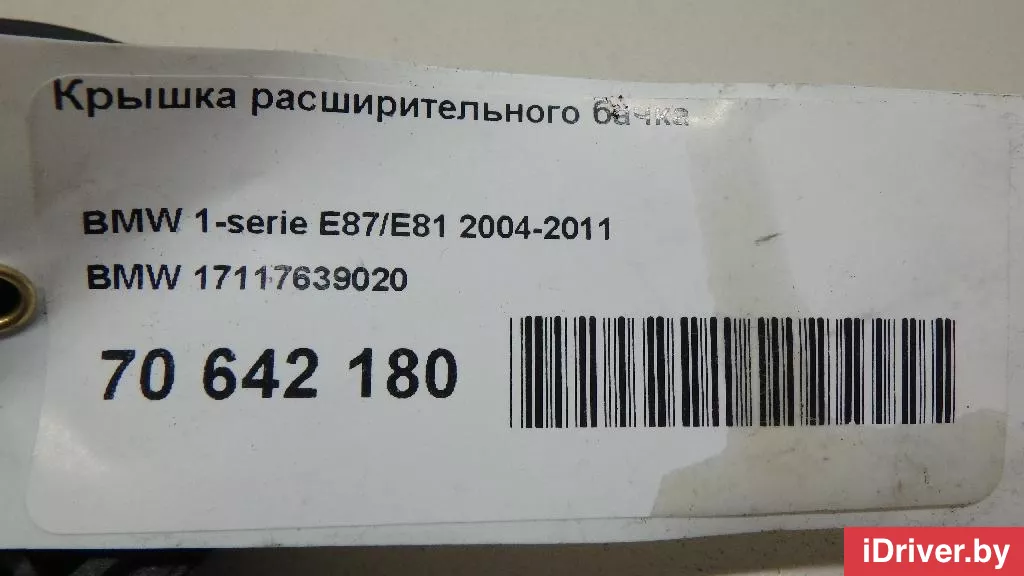 Крышка расширительного бачка
BMW 1-serie E87/E81 2004-2011
BMW 17117639020
70 642 180
iDriver.by